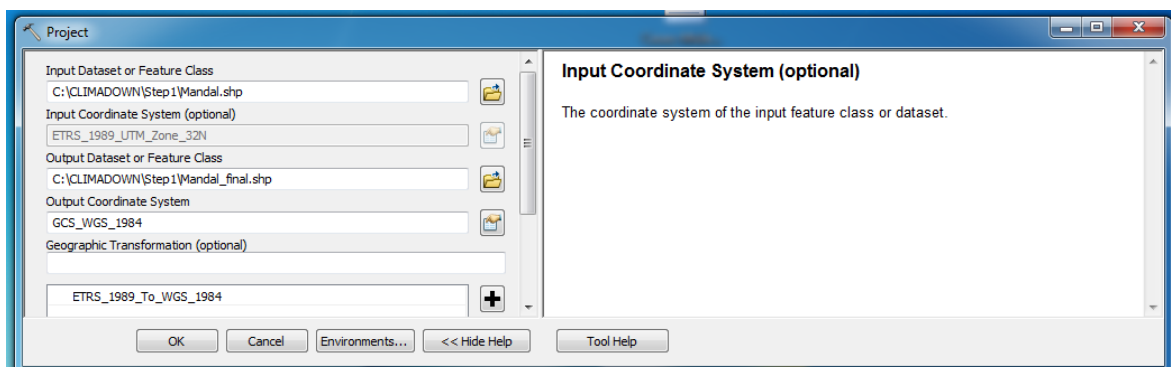 Project
Input Dataset or Feature Class
C:\CLIMADOWN\Step1\Mandal.shp
Input Coordinate System (optional)
ETRS_1989_UTM_Zone_32N
Output Dataset or Feature Class
C:\CLIMADOWN\Step1\Mandal_final.shp
Output Coordinate System
GCS_WGS_1984
Geographic Transformation (optional)
ETRS_1989_To_WGS_1984
Input Coordinate System (optional)
The coordinate system of the input feature class or dataset.
OK Cancel Environments... << Hide Help Tool Help